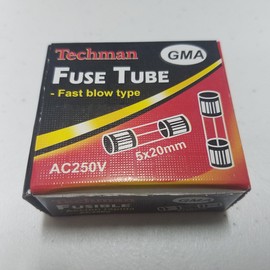 Techman
GMA
FUSE TUBE
- Fast blow type
AC250V
5x20mm
FUSIBLE